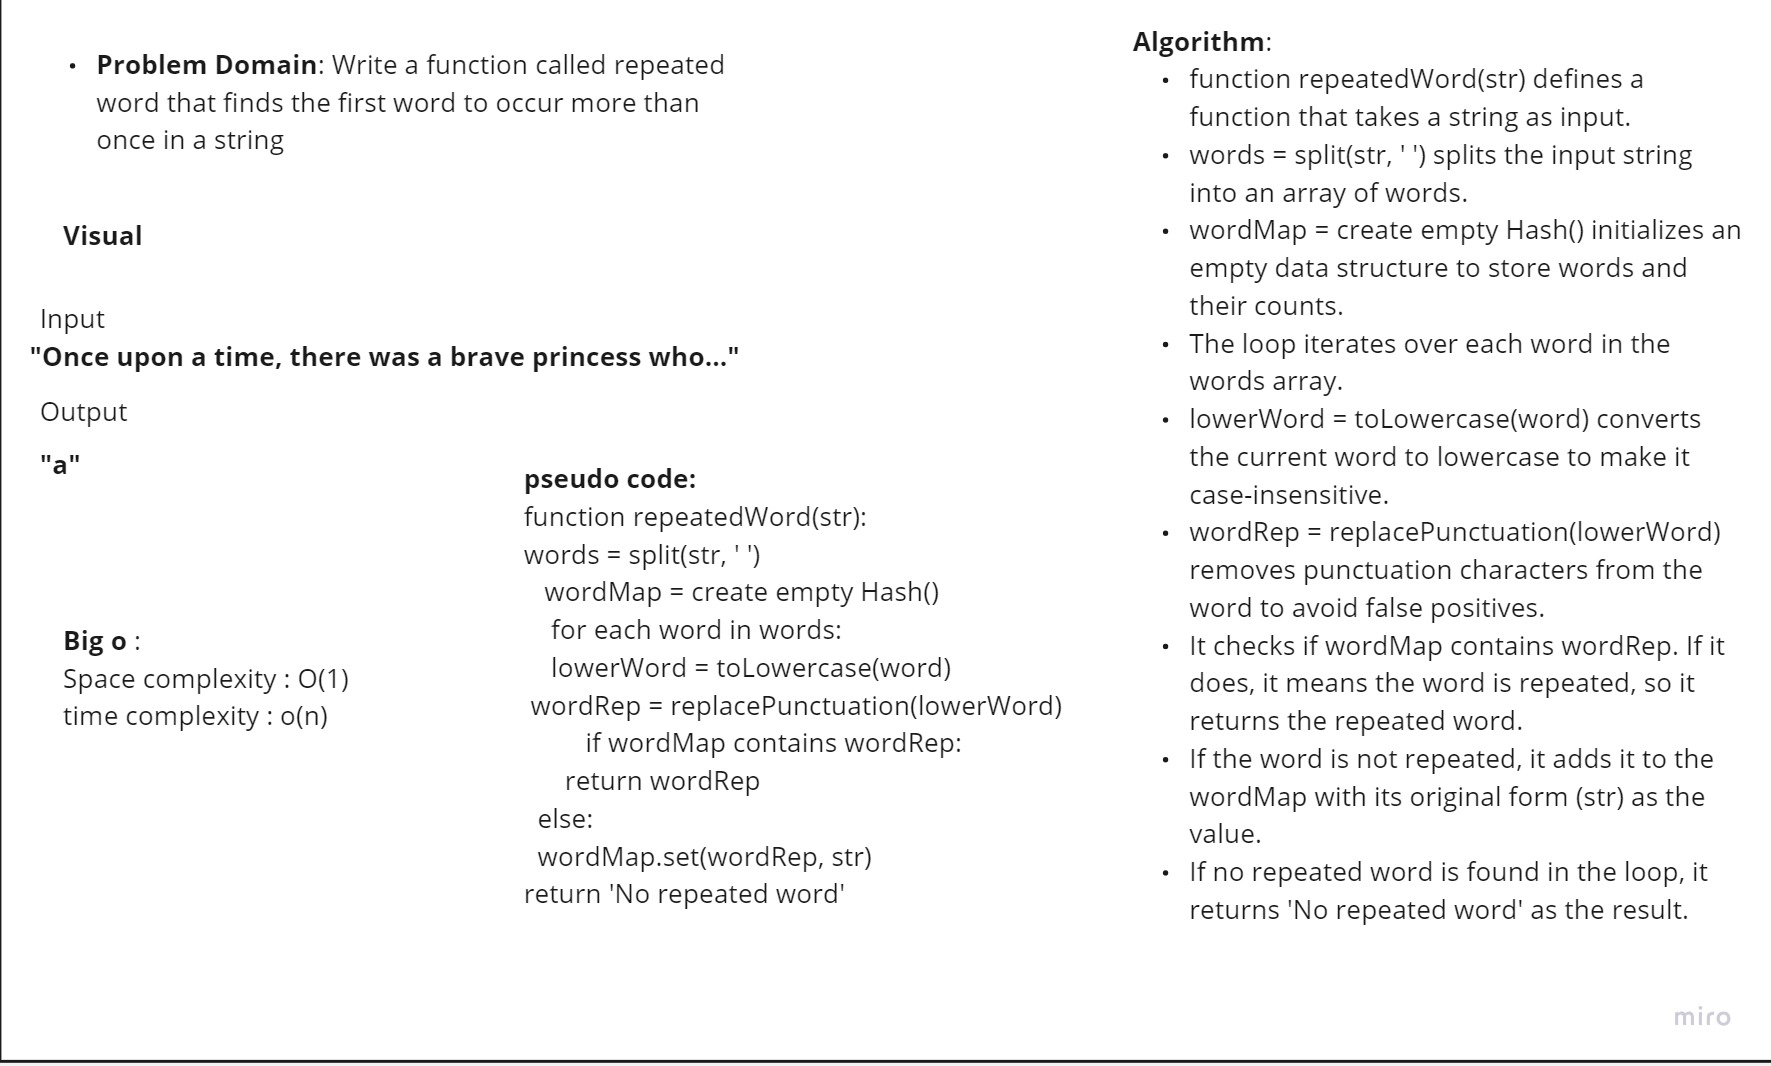 • Problem Domain: Write a function called repeated
word that finds the first word to occur more than
once in a string
Visual
Input
"Once upon a time, there was a brave princess who..."
Output
"a"
Big o :
Space complexity : O(1)
time complexity : o(n)
pseudo code:
function repeatedWord(str):
words = split(str, ' ')
wordMap = create empty Hash()
for each word in words:
lowerWord = toLowercase(word)
wordRep = replacePunctuation(lowerWord)
if wordMap contains wordRep:
return wordRep
else:
wordMap.set(wordRep, str)
return 'No repeated word'
Algorithm:
• function repeatedWord(str) defines a
function that takes a string as input.
• words = split(str, ' ') splits the input string
into an array of words.
• wordMap = create empty Hash() initializes an
empty data structure to store words and
their counts.
• The loop iterates over each word in the
words array.
• lowerWord = toLowercase(word) converts
the current word to lowercase to make it
case-insensitive.
• wordRep = replacePunctuation(lowerWord)
removes punctuation characters from the
word to avoid false positives.
• It checks if wordMap contains wordRep. If it
does, it means the word is repeated, so it
returns the repeated word.
• If the word is not repeated, it adds it to the
wordMap with its original form (str) as the
value.
• If no repeated word is found in the loop, it
returns 'No repeated word' as the result.
miro